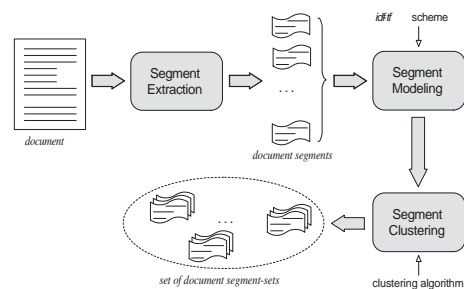 idf·tf scheme
Segment
Extraction
. . .
Segment
Modeling
document
document segments
. . .
Segment
Clustering
set of document segment-sets
clustering algorithm